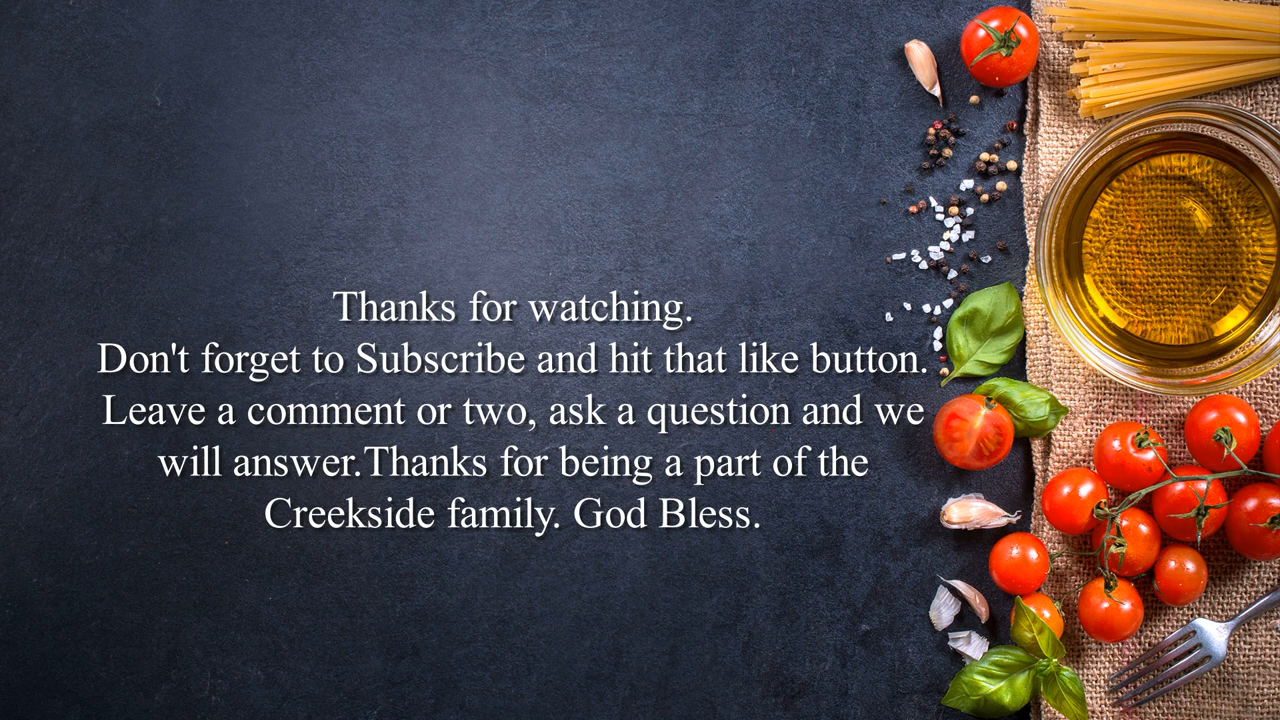 Thanks for watching.
Don't forget to Subscribe and hit that like button.
Leave a comment or two, ask a question and we
will answer.Thanks for being a part of the
Creekside family. God Bless.